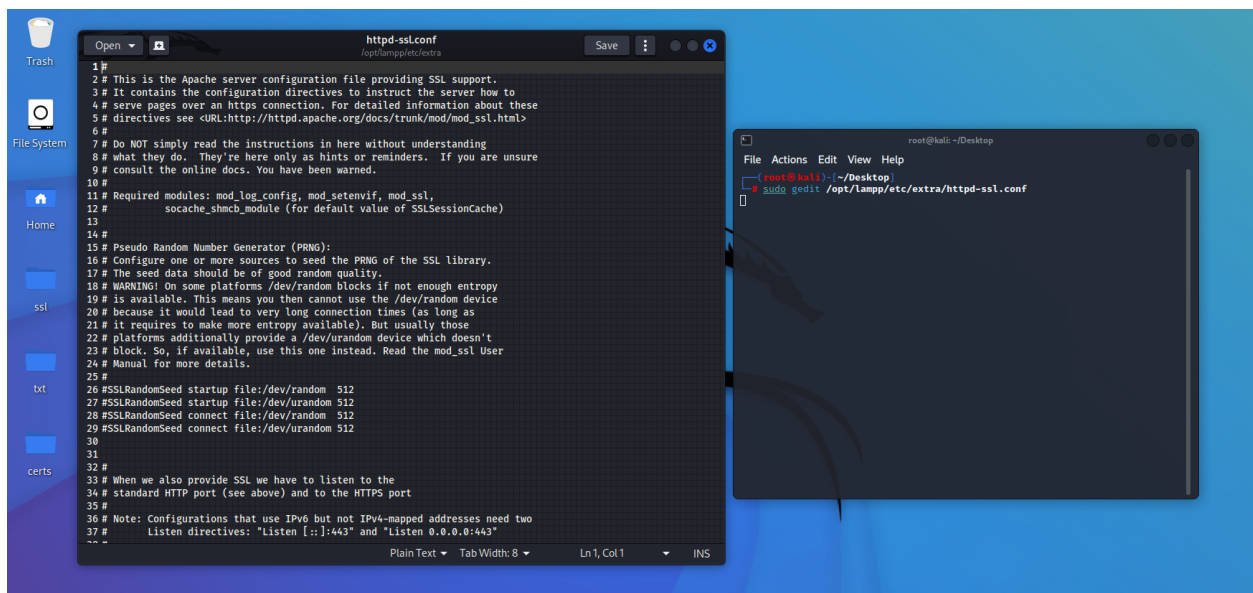 Trash
File System
Home
ssl
txt
certs
Open
httpd-ssl.conf
/opt/lampp/etc/extra
Save
1 #
2 # This is the Apache server configuration file providing SSL support.
3 # It contains the configuration directives to instruct the server how to
4 # serve pages over an https connection. For detailed information about these
5 # directives see <URL:http://httpd.apache.org/docs/trunk/mod/mod_ssl.html>
6 #
7 # Do NOT simply read the instructions in here without understanding
8 # what they do.  They're here only as hints or reminders.  If you are unsure
9 # consult the online docs. You have been warned.
10 #
11 # Required modules: mod_log_config, mod_setenvif, mod_ssl,
12 #          socache_shmcb_module (for default value of SSLSessionCache)
13
14 #
15 # Pseudo Random Number Generator (PRNG):
16 # Configure one or more sources to seed the PRNG of the SSL library.
17 # The seed data should be of good random quality.
18 # WARNING! On some platforms /dev/random blocks if not enough entropy
19 # is available. This means you then cannot use the /dev/random device
20 # because it would lead to very long connection times (as long as
21 # it requires to make more entropy available). But usually those
22 # platforms additionally provide a /dev/urandom device which doesn't
23 # block. So, if available, use this one instead. Read the mod_ssl User
24 # Manual for more details.
25 #
26 #SSLRandomSeed startup file:/dev/random  512
27 #SSLRandomSeed startup file:/dev/urandom 512
28 #SSLRandomSeed connect file:/dev/random  512
29 #SSLRandomSeed connect file:/dev/urandom 512
30
31
32 #
33 # When we also provide SSL we have to listen to the
34 # standard HTTP port (see above) and to the HTTPS port
35 #
36 # Note: Configurations that use IPv6 but not IPv4-mapped addresses need two
37 #       Listen directives: "Listen [::]:443" and "Listen 0.0.0.0:443"
Plain Text Tab Width: 8 Ln 1, Col 1 INS
root@kali: ~/Desktop
File Actions Edit View Help
(root㉿kali)-[~/Desktop]
# sudo gedit /opt/lampp/etc/extra/httpd-ssl.conf